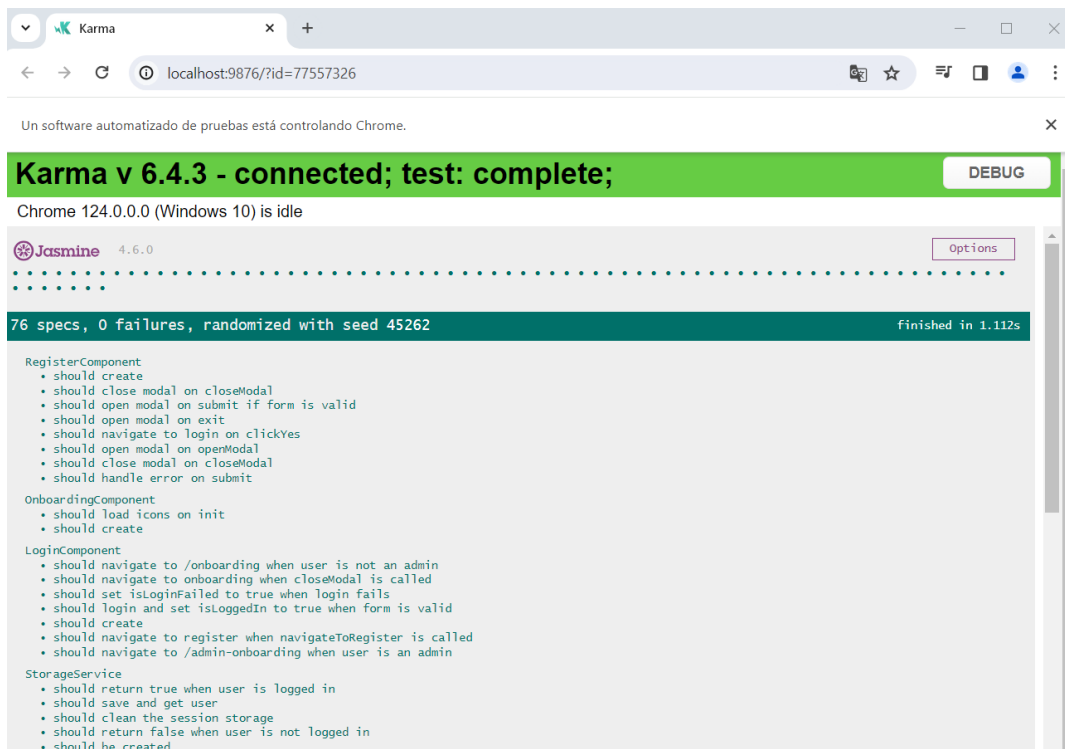 Karma
localhost:9876/?id=77557326
Un software automatizado de pruebas está controlando Chrome.
Karma v 6.4.3 - connected; test: complete;
DEBUG
Chrome 124.0.0.0 (Windows 10) is idle
Jasmine 4.6.0
Options
76 specs, 0 failures, randomized with seed 45262
finished in 1.112s
RegisterComponent
• should create
• should close modal on closeModal
• should open modal on submit if form is valid
• should open modal on exit
• should navigate to login on clickYes
• should open modal on openModal
• should close modal on closeModal
• should handle error on submit
OnboardingComponent
• should load icons on init
• should create
LoginComponent
• should navigate to /onboarding when user is not an admin
• should navigate to onboarding when closeModal is called
• should set isLoginFailed to true when login fails
• should login and set isLoggedIn to true when form is valid
• should create
• should navigate to register when navigateToRegister is called
• should navigate to /admin-onboarding when user is an admin
StorageService
• should return true when user is logged in
• should save and get user
• should clean the session storage
• should return false when user is not logged in
• should be created